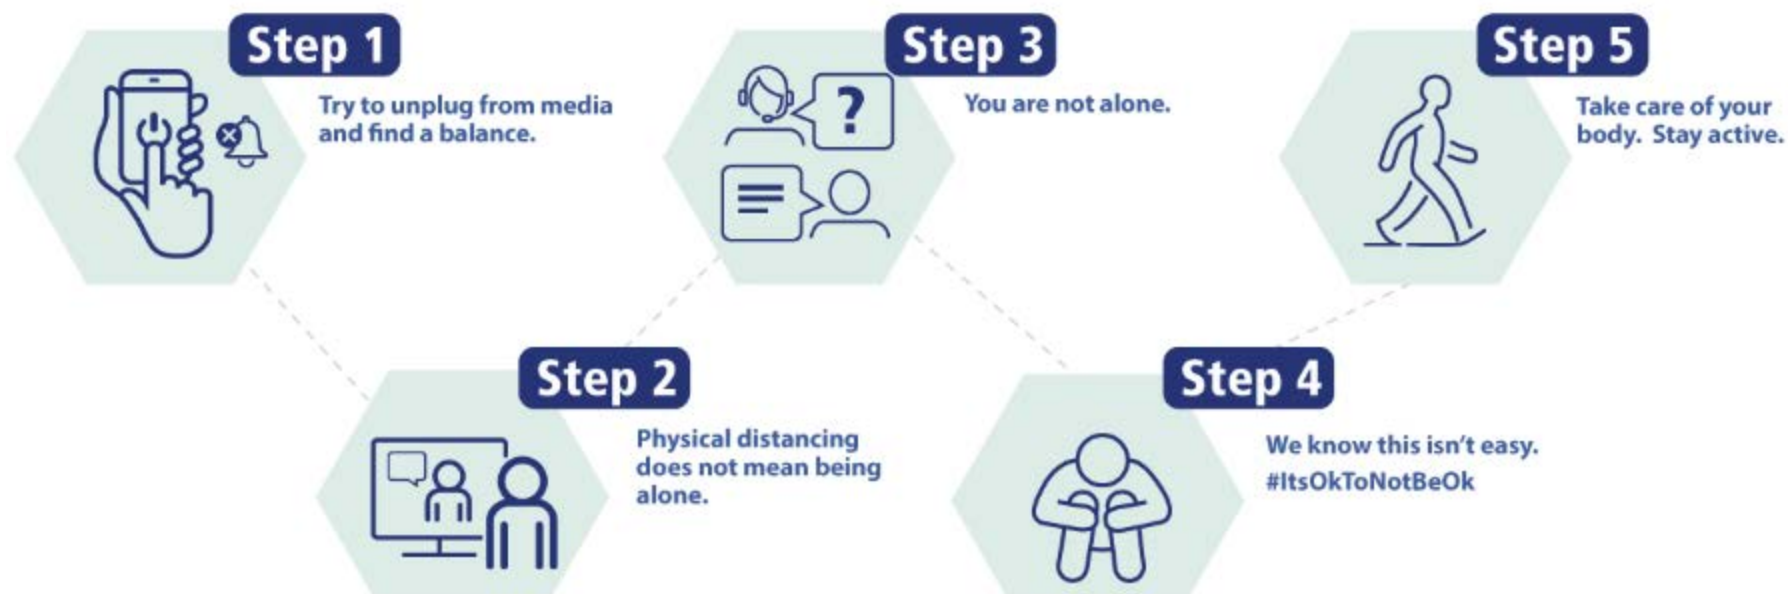 Step 1
Try to unplug from media
and find a balance.
Step 2
Physical distancing
does not mean being
alone.
Step 3
?
You are not alone.
Step 4
We know this isn't easy.
#ItsOkToNotBeOk
Step 5
Take care of your
body.  Stay active.